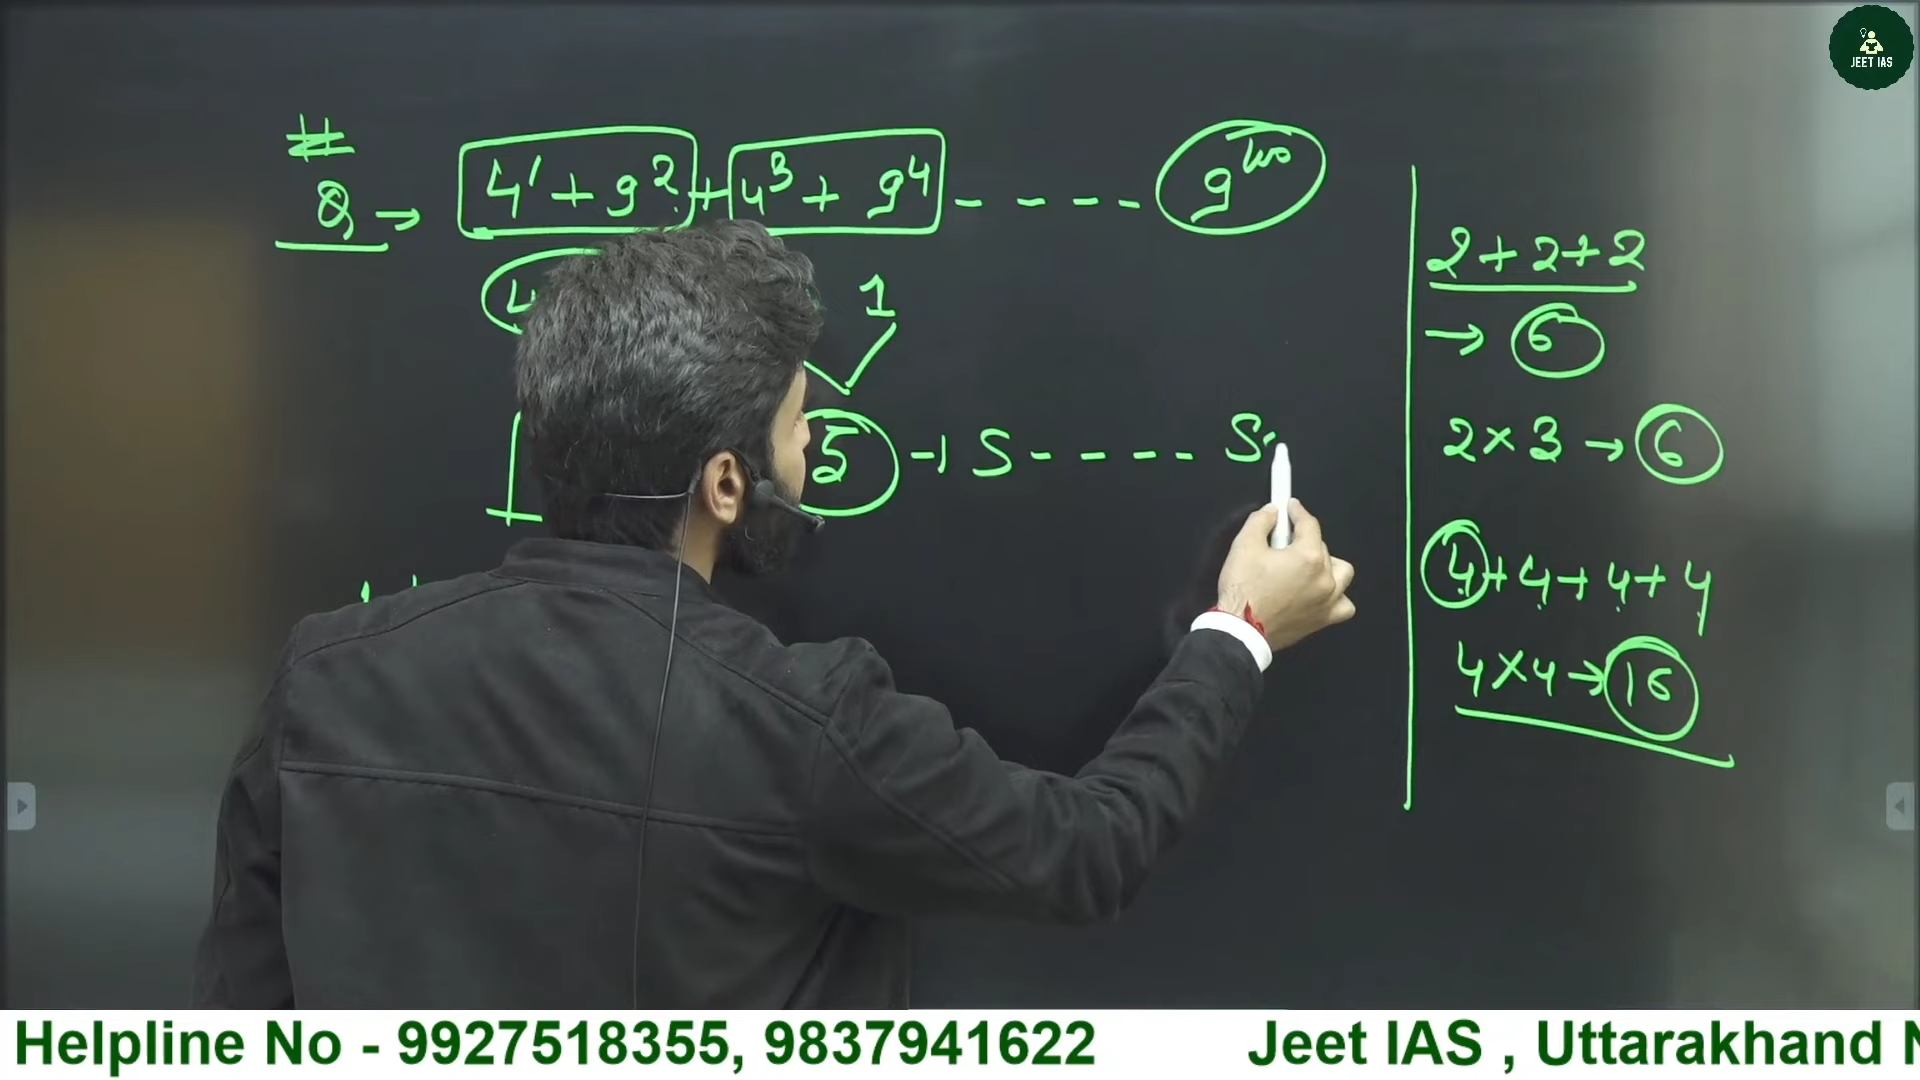 JEET IAS
#
Q → 4¹ + 9² + 4³ + 9⁴ - - - - 9¹⁰⁰
4 1
5 + 5 - - - - 5
2 + 2 + 2
→ 6
2 × 3 → 6
4 + 4 + 4 + 4
4 × 4 → 16
Helpline No - 9927518355, 9837941622 Jeet IAS , Uttarakhand N